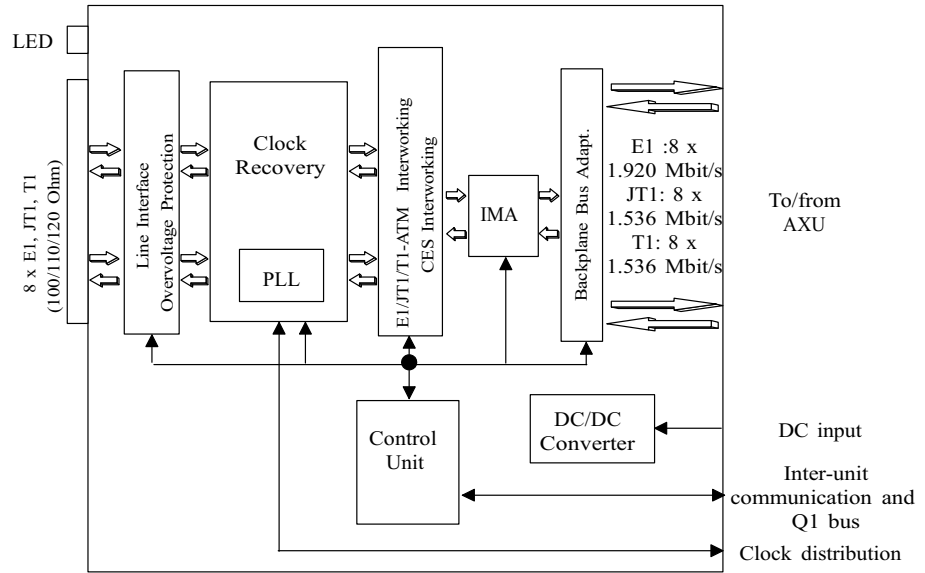 LED
8 x E1, JT1, T1
(100/110/120 Ohm)
Line Interface
Overvoltage Protection
Clock
Recovery
PLL
E1/JT1/T1-ATM Interworking
CES Interworking
IMA
Backplane Bus Adapt.
E1 :8 x
1.920 Mbit/s
JT1: 8 x
1.536 Mbit/s
T1: 8 x
1.536 Mbit/s
To/from
AXU
Control
Unit
DC/DC
Converter
DC input
Inter-unit
communication and
Q1 bus
Clock distribution